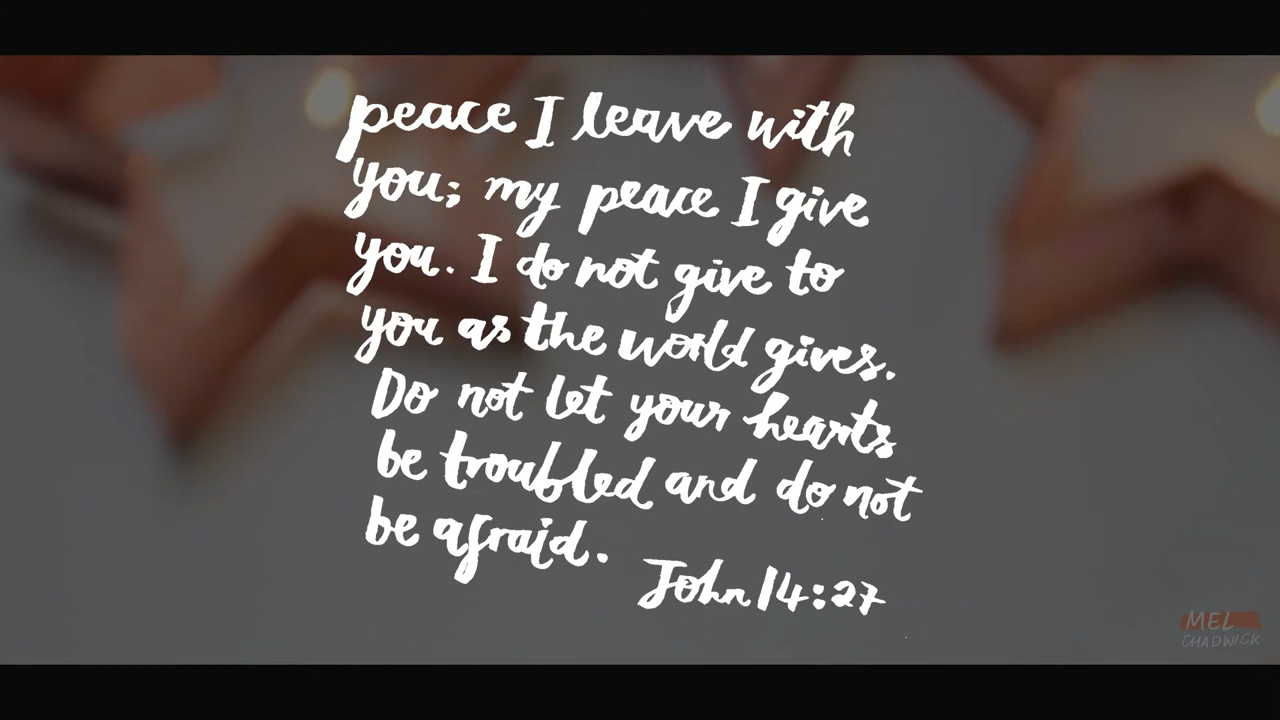 peace I leave with
you; my peace I give
you. I do not give to
you as the world gives.
Do not let your hearts
be troubled and do not
be afraid.
John 14:27
MEL
CHADWICK